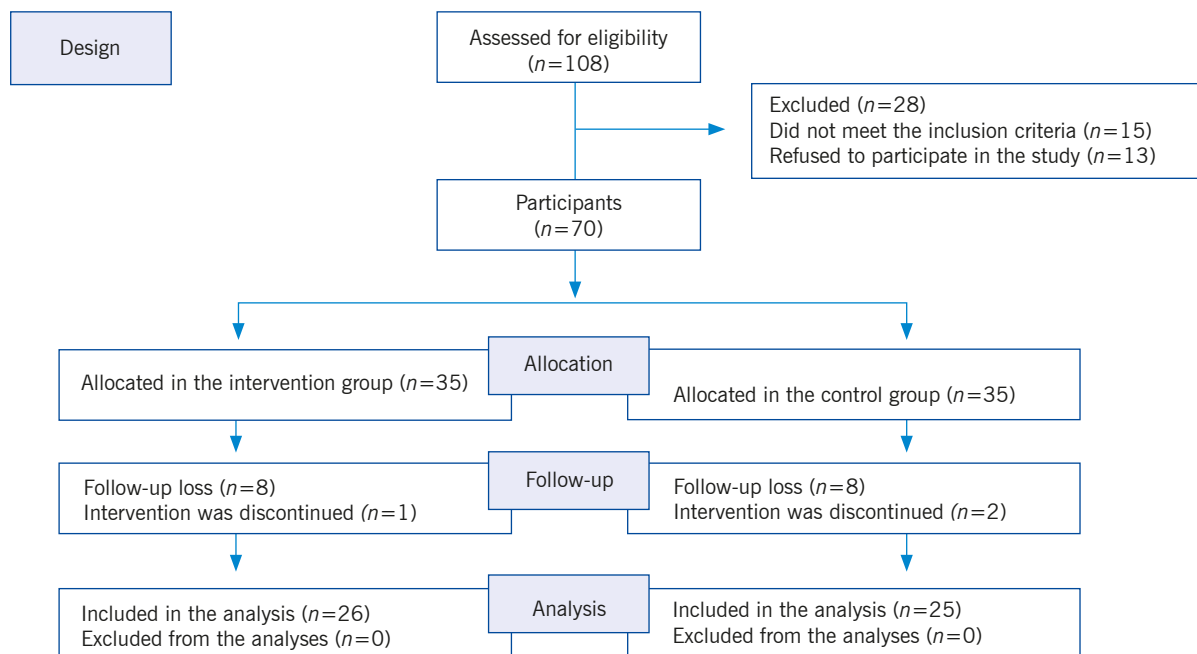 Design
Assessed for eligibility
(n=108)
Excluded (n=28)
Did not meet the inclusion criteria (n=15)
Refused to participate in the study (n=13)
Participants
(n=70)
Allocation
Allocated in the intervention group (n=35)
Allocated in the control group (n=35)
Follow-up
Follow-up loss (n=8)
Intervention was discontinued (n=1)
Follow-up loss (n=8)
Intervention was discontinued (n=2)
Analysis
Included in the analysis (n=26)
Excluded from the analyses (n=0)
Included in the analysis (n=25)
Excluded from the analyses (n=0)